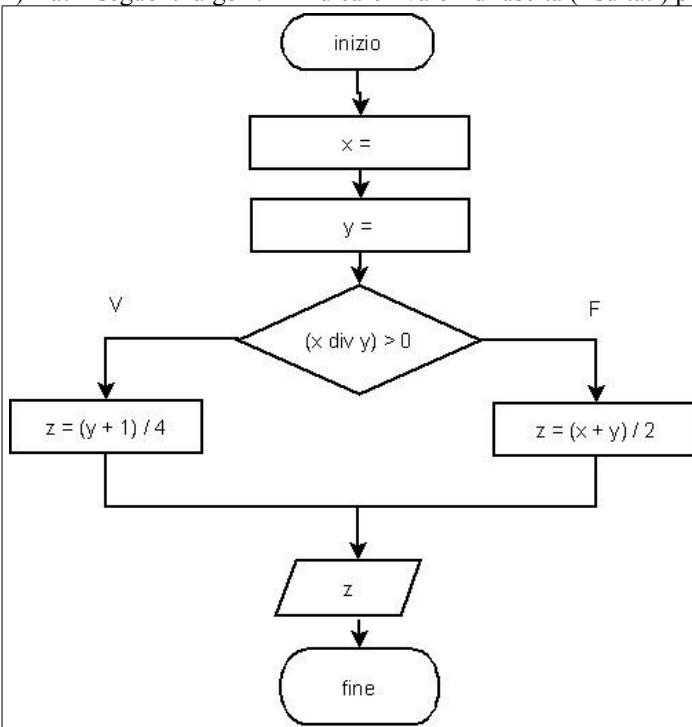 inizio
x =
y =
(x div y) > 0
V
F
z = (y + 1) / 4
z = (x + y) / 2
z
fine